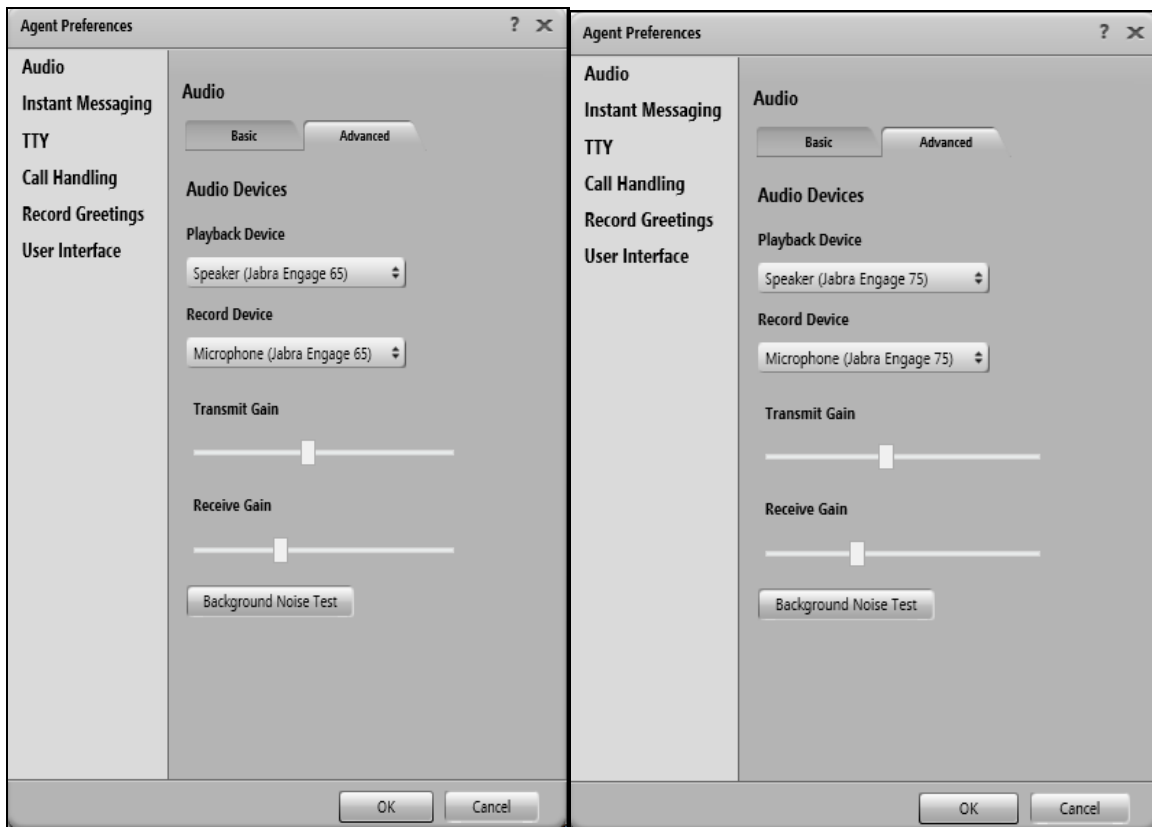 Agent Preferences ? X
Audio
Instant Messaging
TTY
Call Handling
Record Greetings
User Interface
Audio
Basic Advanced
Audio Devices
Playback Device
Speaker (Jabra Engage 65)
Record Device
Microphone (Jabra Engage 65)
Transmit Gain
Receive Gain
Background Noise Test
OK Cancel
Agent Preferences ? X
Audio
Instant Messaging
TTY
Call Handling
Record Greetings
User Interface
Audio
Basic Advanced
Audio Devices
Playback Device
Speaker (Jabra Engage 75)
Record Device
Microphone (Jabra Engage 75)
Transmit Gain
Receive Gain
Background Noise Test
OK Cancel